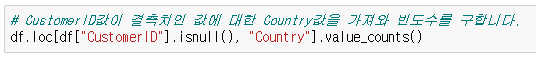 # CustomerID값이 결측치인 값에 대한 Country값을 가져와 빈도수를 구합니다.
df.loc[df["CustomerID"].isnull(), "Country"].value_counts()